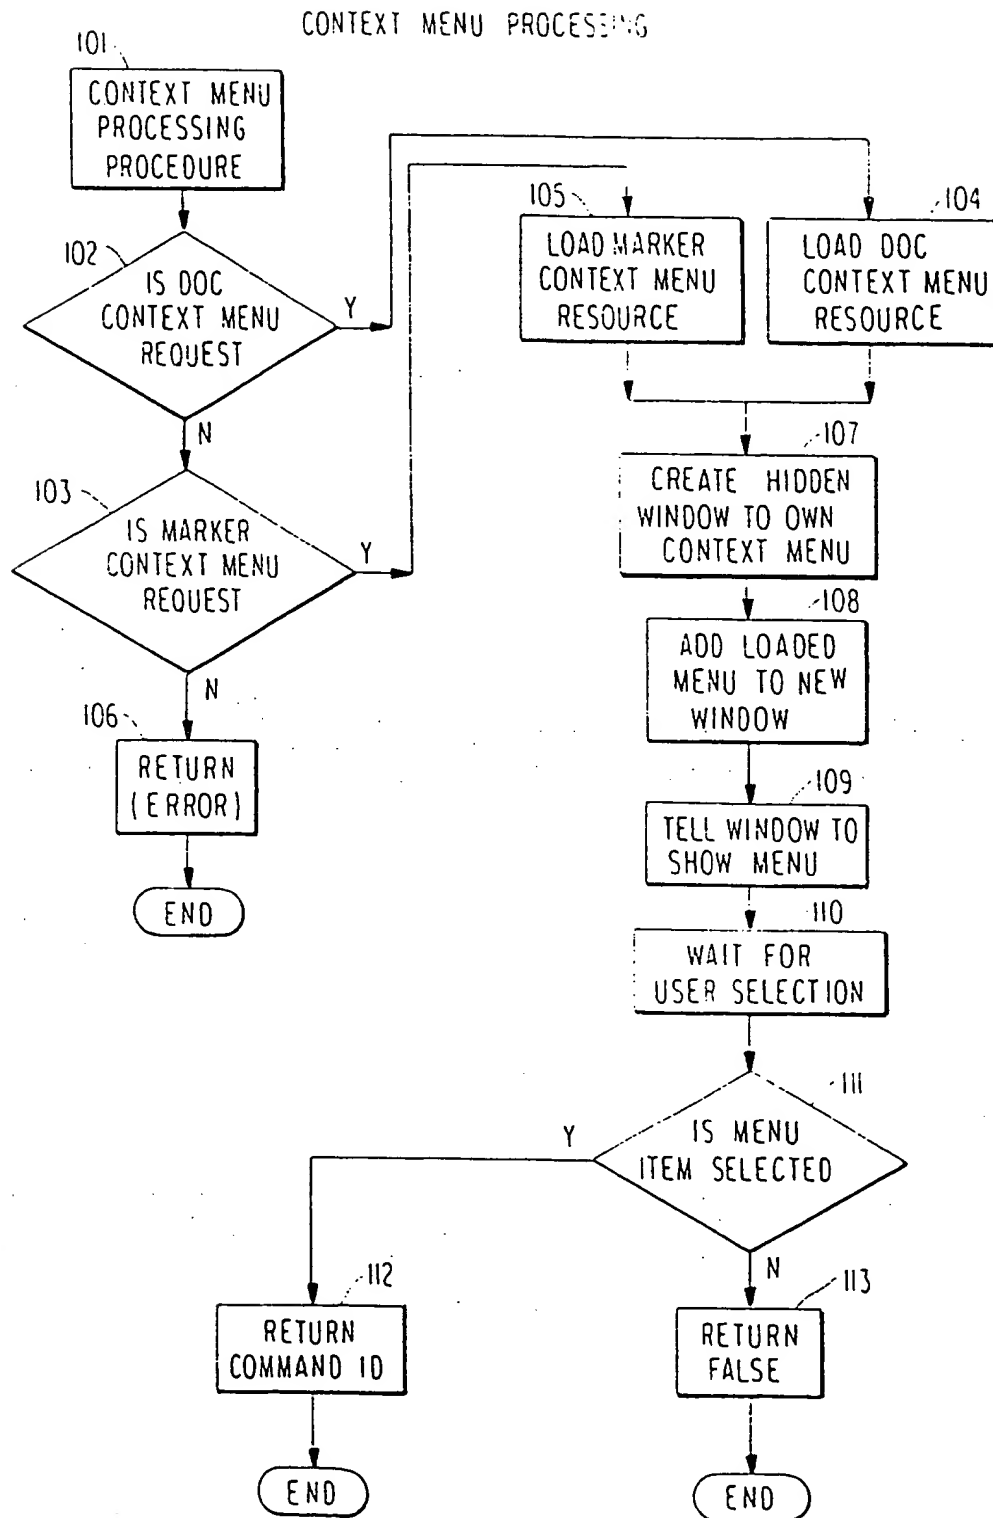 CONTEXT MENU PROCESSING
101
CONTEXT MENU
PROCESSING
PROCEDURE
102
IS DOC
CONTEXT MENU
REQUEST
Y
N
103
IS MARKER
CONTEXT MENU
REQUEST
Y
N
106
RETURN
(ERROR)
END
105
LOAD MARKER
CONTEXT MENU
RESOURCE
104
LOAD DOC
CONTEXT MENU
RESOURCE
107
CREATE HIDDEN
WINDOW TO OWN
CONTEXT MENU
108
ADD LOADED
MENU TO NEW
WINDOW
109
TELL WINDOW TO
SHOW MENU
110
WAIT FOR
USER SELECTION
111
IS MENU
ITEM SELECTED
Y
N
112
RETURN
COMMAND ID
END
113
RETURN
FALSE
END